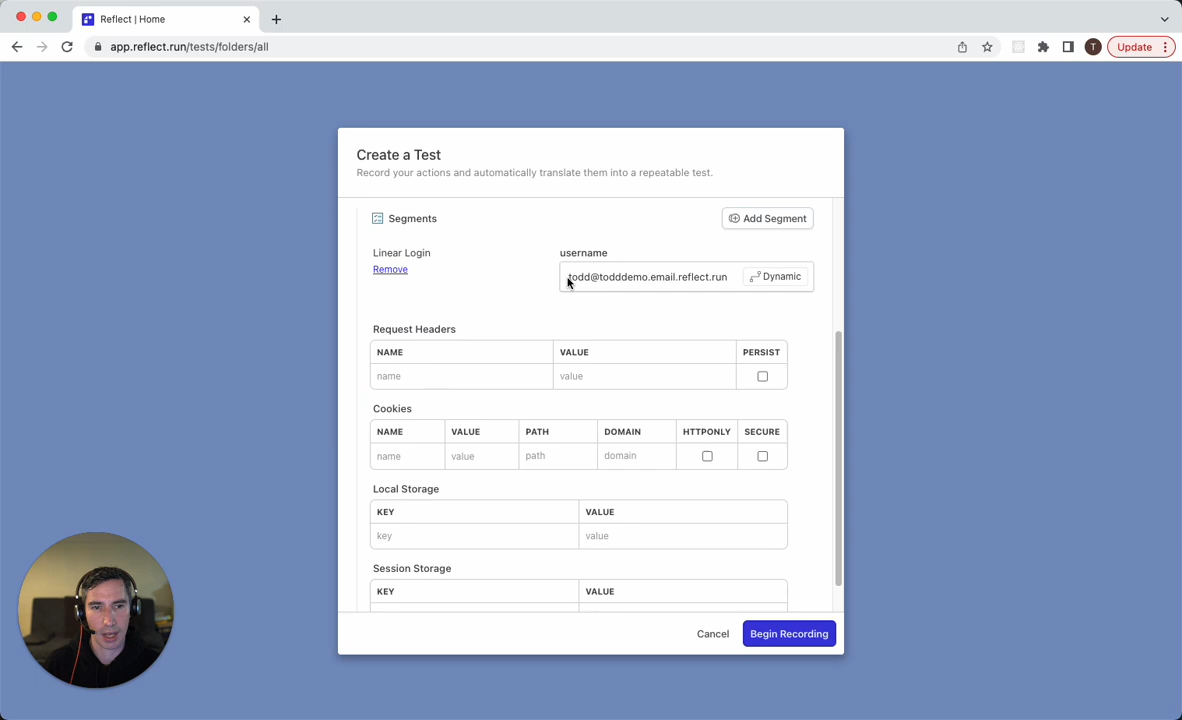 Reflect | Home
app.reflect.run/tests/folders/all
T
Update
Create a Test
Record your actions and automatically translate them into a repeatable test.
Segments
Add Segment
Linear Login
username
Remove
todd@todddemo.email.reflect.run
Dynamic
Request Headers
NAME VALUE PERSIST
name value
Cookies
NAME VALUE PATH DOMAIN HTTPONLY SECURE
name value path domain
Local Storage
KEY VALUE
key value
Session Storage
KEY VALUE
Cancel
Begin Recording